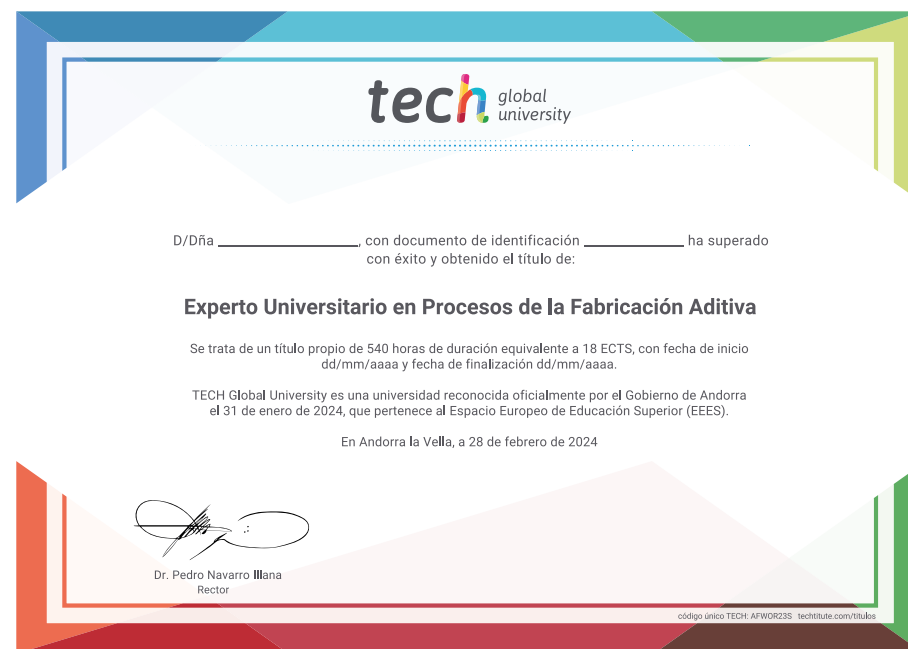 tech global university
D/Dña ____________________, con documento de identificación ______________ ha superado
con éxito y obtenido el título de:
Experto Universitario en Procesos de la Fabricación Aditiva
Se trata de un título propio de 540 horas de duración equivalente a 18 ECTS, con fecha de inicio
dd/mm/aaaa y fecha de finalización dd/mm/aaaa.
TECH Global University es una universidad reconocida oficialmente por el Gobierno de Andorra
el 31 de enero de 2024, que pertenece al Espacio Europeo de Educación Superior (EEES).
En Andorra la Vella, a 28 de febrero de 2024
Dr. Pedro Navarro Illana
Rector
código único TECH: AFWOR23S techtitute.com/titulos